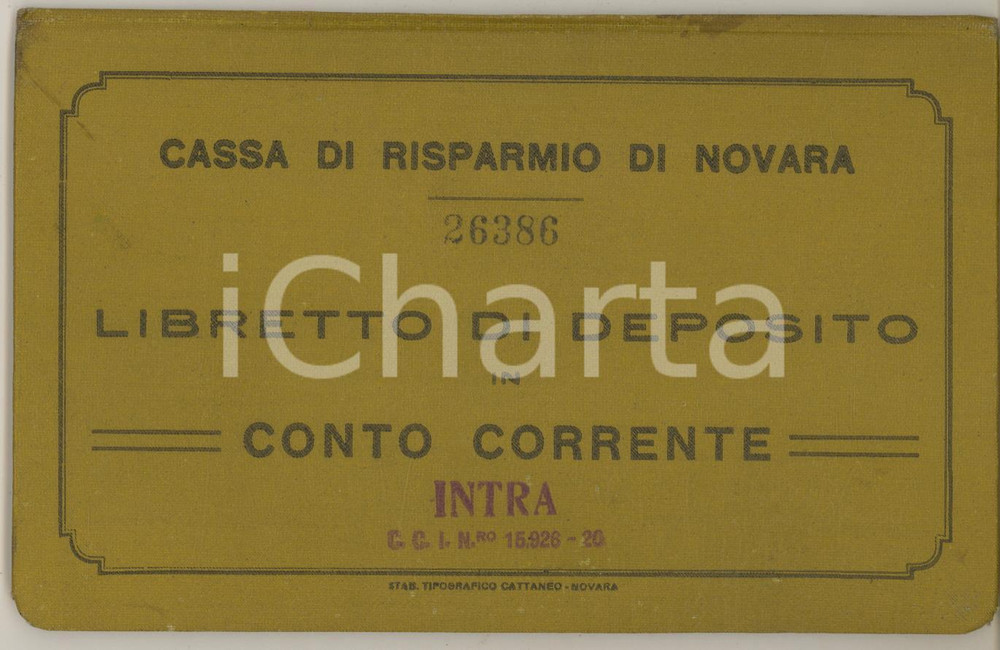 CASSA DI RISPARMIO DI NOVARA
26386
iCharta
LIBRETTO DI DEPOSITO
IN
CONTO CORRENTE
INTRA
C. C. I. N.RO 15.926 - 20
STAB. TIPOGRAFICO CATTANEO - NOVARA